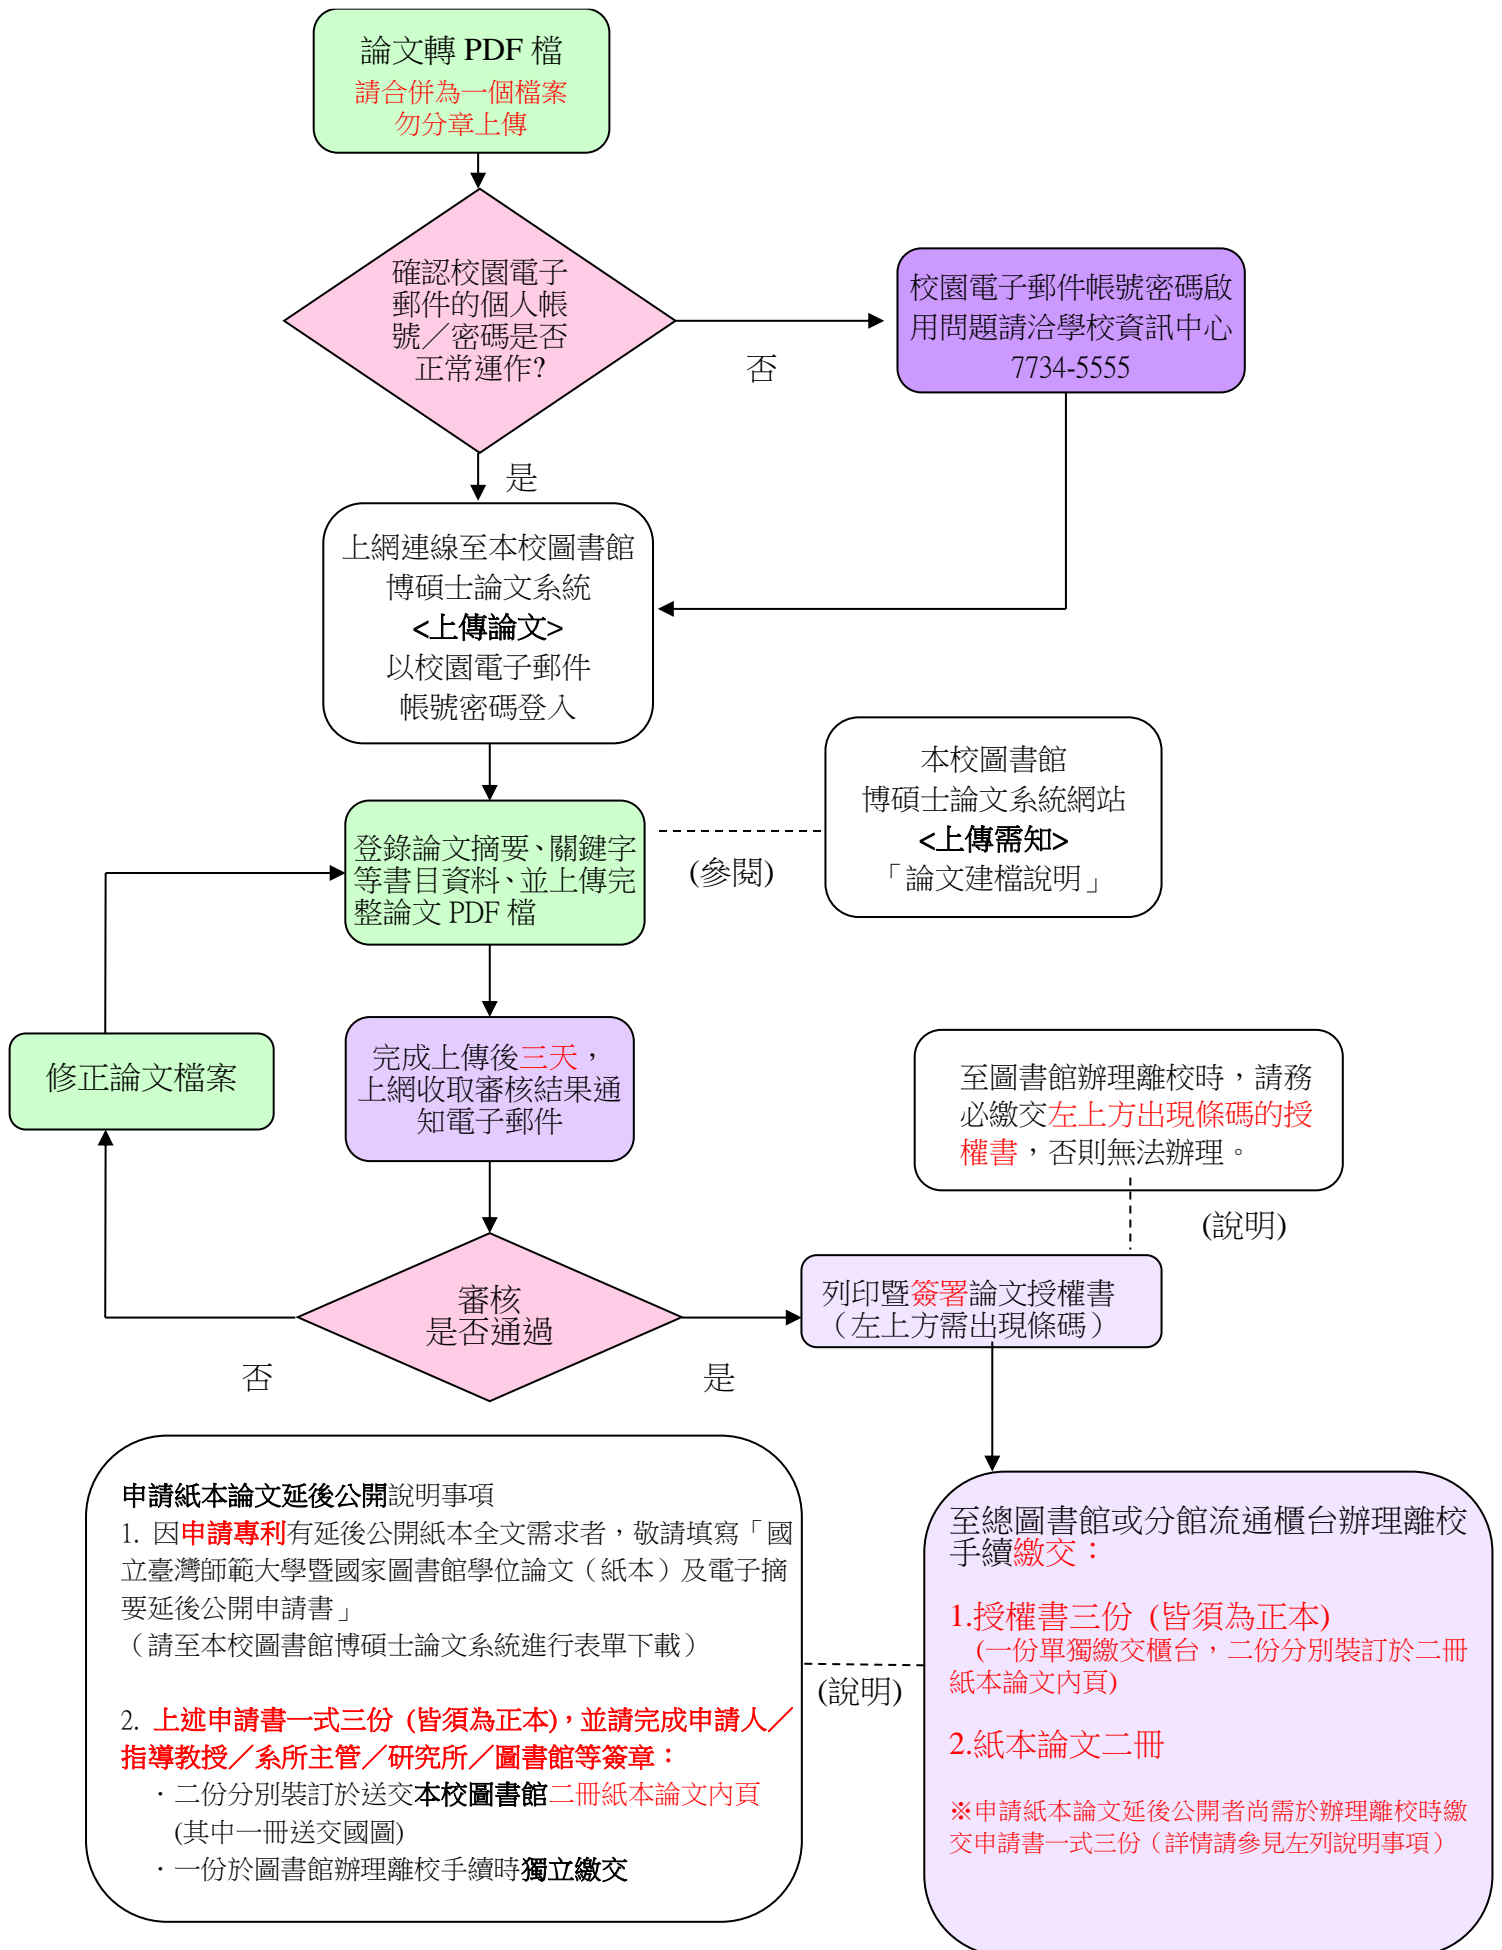 論文轉 PDF 檔
請合併為一個檔案
勿分章上傳
確認校園電子
郵件的個人帳
號／密碼是否
正常運作?
否
校園電子郵件帳號密碼啟
用問題請洽學校資訊中心
7734-5555
是
上網連線至本校圖書館
博碩士論文系統
<上傳論文>
以校園電子郵件
帳號密碼登入
本校圖書館
博碩士論文系統網站
<上傳需知>
「論文建檔說明」
(參閱)
登錄論文摘要、關鍵字
等書目資料、並上傳完
整論文 PDF 檔
修正論文檔案
完成上傳後三天，
上網收取審核結果通
知電子郵件
至圖書館辦理離校時，請務
必繳交左上方出現條碼的授
權書，否則無法辦理。
(說明)
審核
是否通過
否
是
列印暨簽署論文授權書
（左上方需出現條碼）
申請紙本論文延後公開說明事項
1. 因申請專利有延後公開紙本全文需求者，敬請填寫「國
立臺灣師範大學暨國家圖書館學位論文（紙本）及電子摘
要延後公開申請書」
（請至本校圖書館博碩士論文系統進行表單下載）
2. 上述申請書一式三份 (皆須為正本)，並請完成申請人／
指導教授／系所主管／研究所／圖書館等簽章：
．二份分別裝訂於送交本校圖書館二冊紙本論文內頁
(其中一冊送交國圖)
．一份於圖書館辦理離校手續時獨立繳交
(說明)
至總圖書館或分館流通櫃台辦理離校
手續繳交：
1.授權書三份 (皆須為正本)
(一份單獨繳交櫃台，二份分別裝訂於二冊
紙本論文內頁)
2.紙本論文二冊
※申請紙本論文延後公開者尚需於辦理離校時繳
交申請書一式三份（詳情請參見左列說明事項）